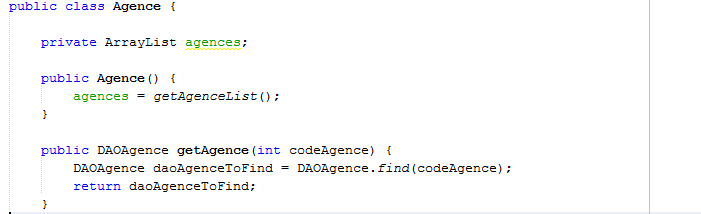 public class Agence {
private ArrayList agences;
public Agence() {
agences = getAgenceList();
}
public DAOAgence getAgence(int codeAgence) {
DAOAgence daoAgenceToFind = DAOAgence.find(codeAgence);
return daoAgenceToFind;
}